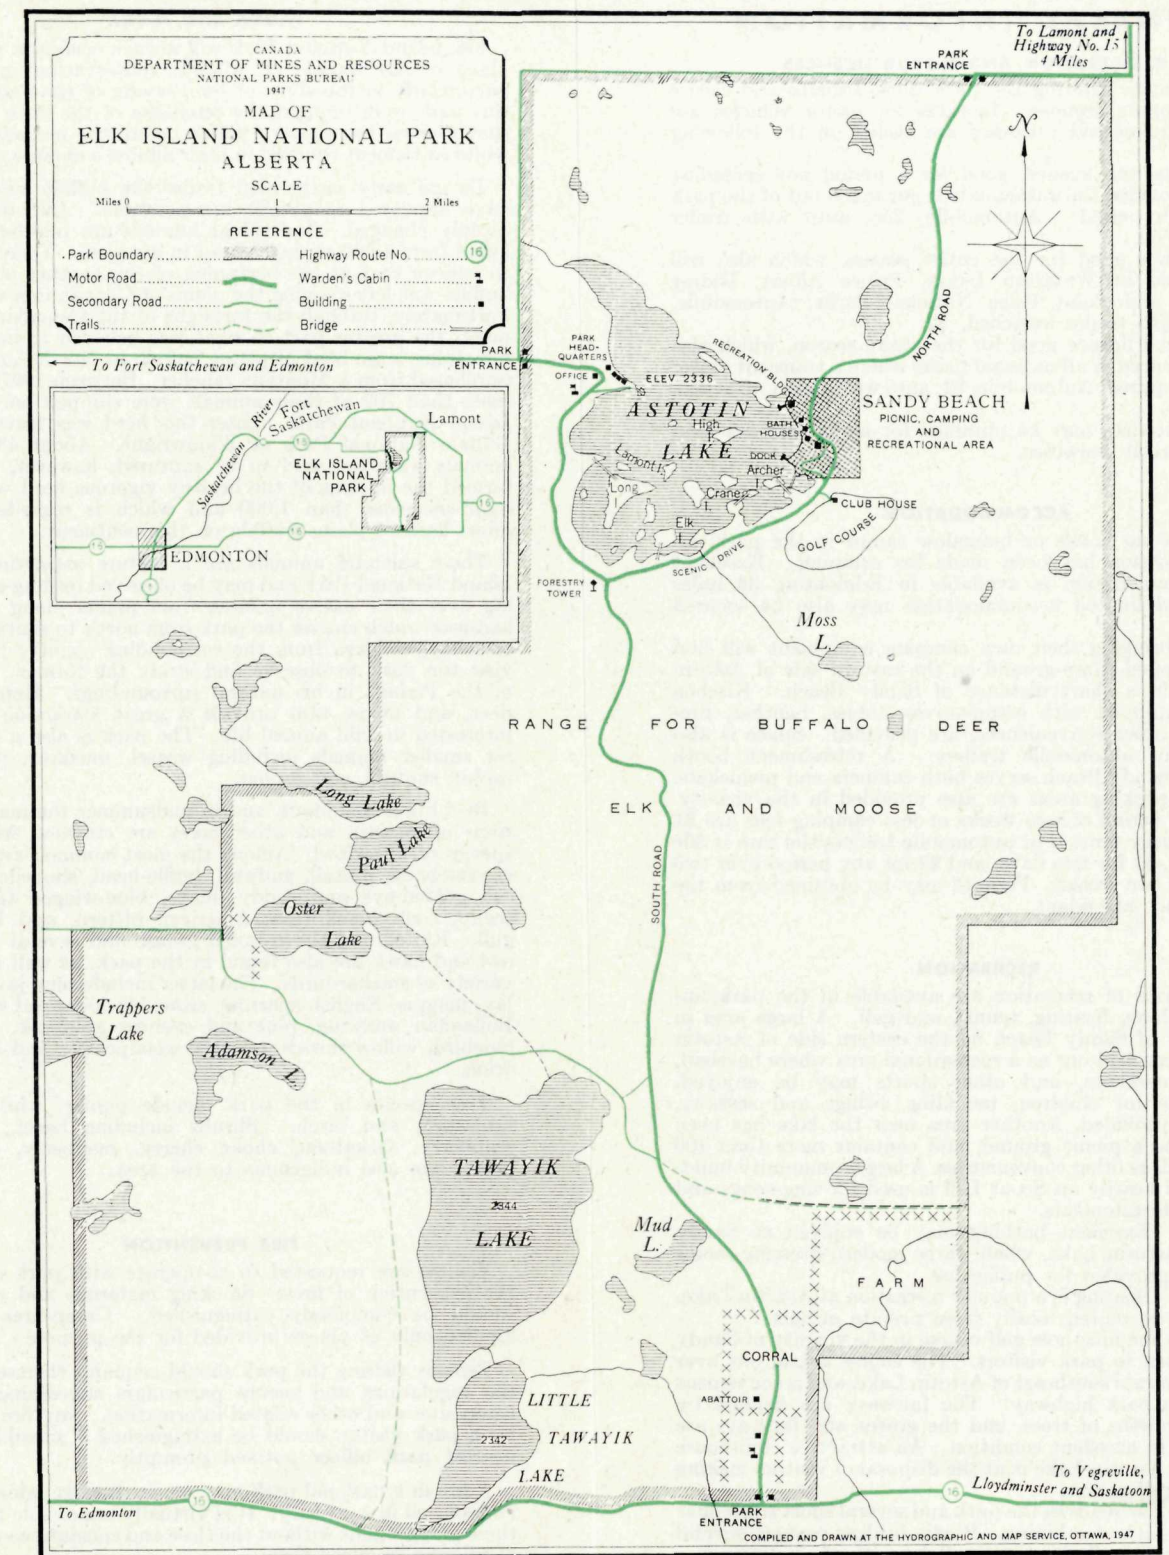 CANADA
DEPARTMENT OF MINES AND RESOURCES
NATIONAL PARKS BUREAU
1947
MAP OF
ELK ISLAND NATIONAL PARK
ALBERTA
SCALE
Miles 0 1 2 Miles
REFERENCE
Park Boundary
Motor Road
Secondary Road
Trails
Highway Route No. 16
Warden's Cabin
Building
Bridge
To Lamont and
Highway No. 15
4 Miles
PARK
ENTRANCE
N
NORTH ROAD
PARK
ENTRANCE
To Fort Saskatchewan and Edmonton
PARK
HEAD-
QUARTERS
OFFICE
RECREATION BLDG
ELEV 2336
ASTOTIN
LAKE
High
I.
BATH
HOUSES
DOCK
Lamont I.
Archer
I.
Long
I.
Crane
I.
Elk
I.
SANDY BEACH
PICNIC, CAMPING
AND
RECREATIONAL AREA
CLUB HOUSE
GOLF COURSE
SCENIC DRIVE
FORESTRY
TOWER
River
Fort
Saskatchewan
Lamont
15
Saskatchewan
ELK ISLAND
NATIONAL
PARK
16
16
16
EDMONTON
Moss
L.
RANGE FOR BUFFALO DEER
ELK AND MOOSE
Long Lake
Paul Lake
Oster
Lake
SOUTH ROAD
Trappers
Lake
Adamson L.
TAWAYIK
2344
LAKE
Mud
L.
FARM
CORRAL
ABATTOIR
LITTLE
TAWAYIK
LAKE
2342
To Vegreville,
Lloydminster and Saskatoon
To Edmonton
16
16
PARK
ENTRANCE
COMPILED AND DRAWN AT THE HYDROGRAPHIC AND MAP SERVICE, OTTAWA, 1947